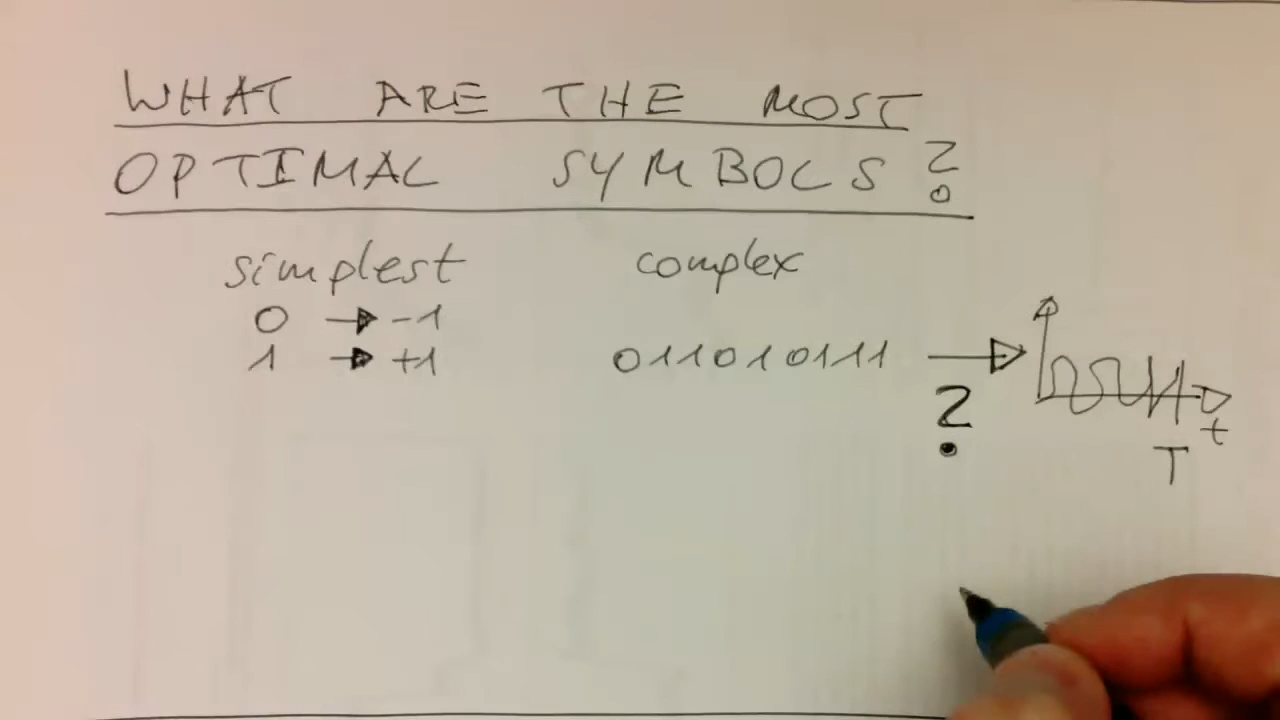 WHAT ARE THE MOST
OPTIMAL SYMBOLS?
simplest
0 → -1
1 → +1
complex
011010111 →
?
t
T